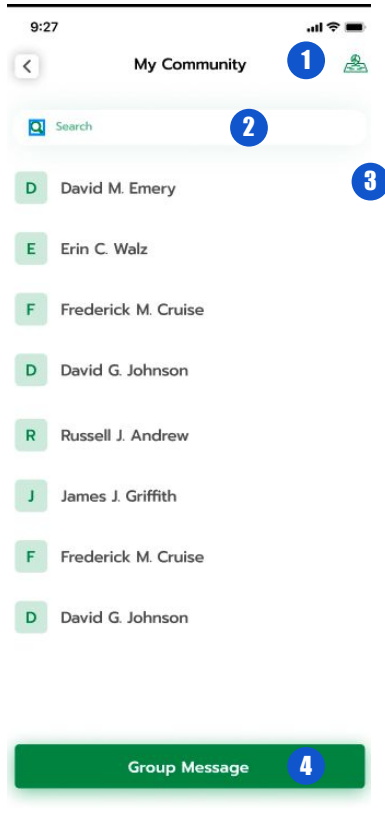 9:27
My Community
1
Search
2
D David M. Emery
3
E Erin C. Walz
F Frederick M. Cruise
D David G. Johnson
R Russell J. Andrew
J James J. Griffith
F Frederick M. Cruise
D David G. Johnson
Group Message
4